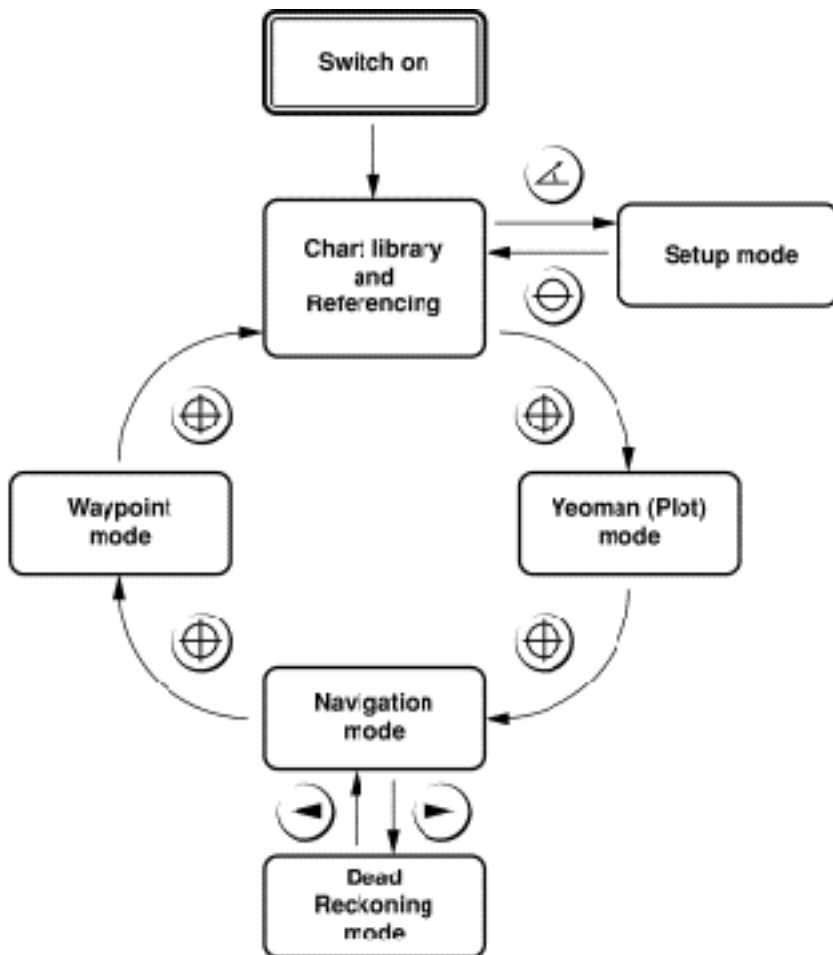 Switch on
Chart library
and
Referencing
Setup mode
Waypoint
mode
Yeoman (Plot)
mode
Navigation
mode
Dead
Reckoning
mode